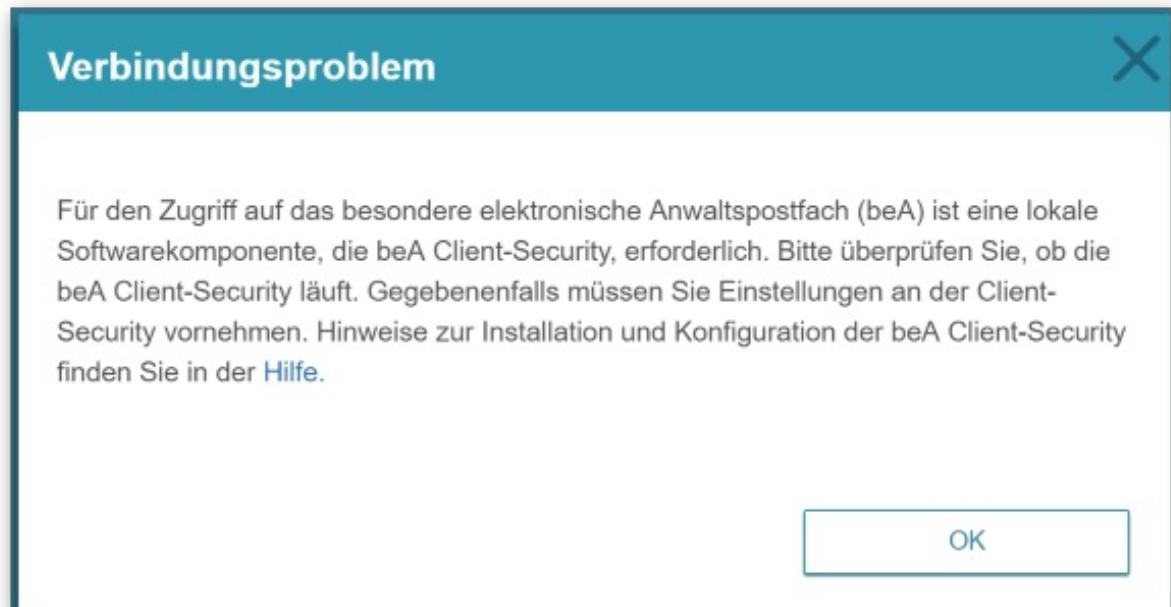 Verbindungsproblem
Für den Zugriff auf das besondere elektronische Anwaltspostfach (beA) ist eine lokale
Softwarekomponente, die beA Client-Security, erforderlich. Bitte überprüfen Sie, ob die
beA Client-Security läuft. Gegebenenfalls müssen Sie Einstellungen an der Client-
Security vornehmen. Hinweise zur Installation und Konfiguration der beA Client-Security
finden Sie in der Hilfe.
OK